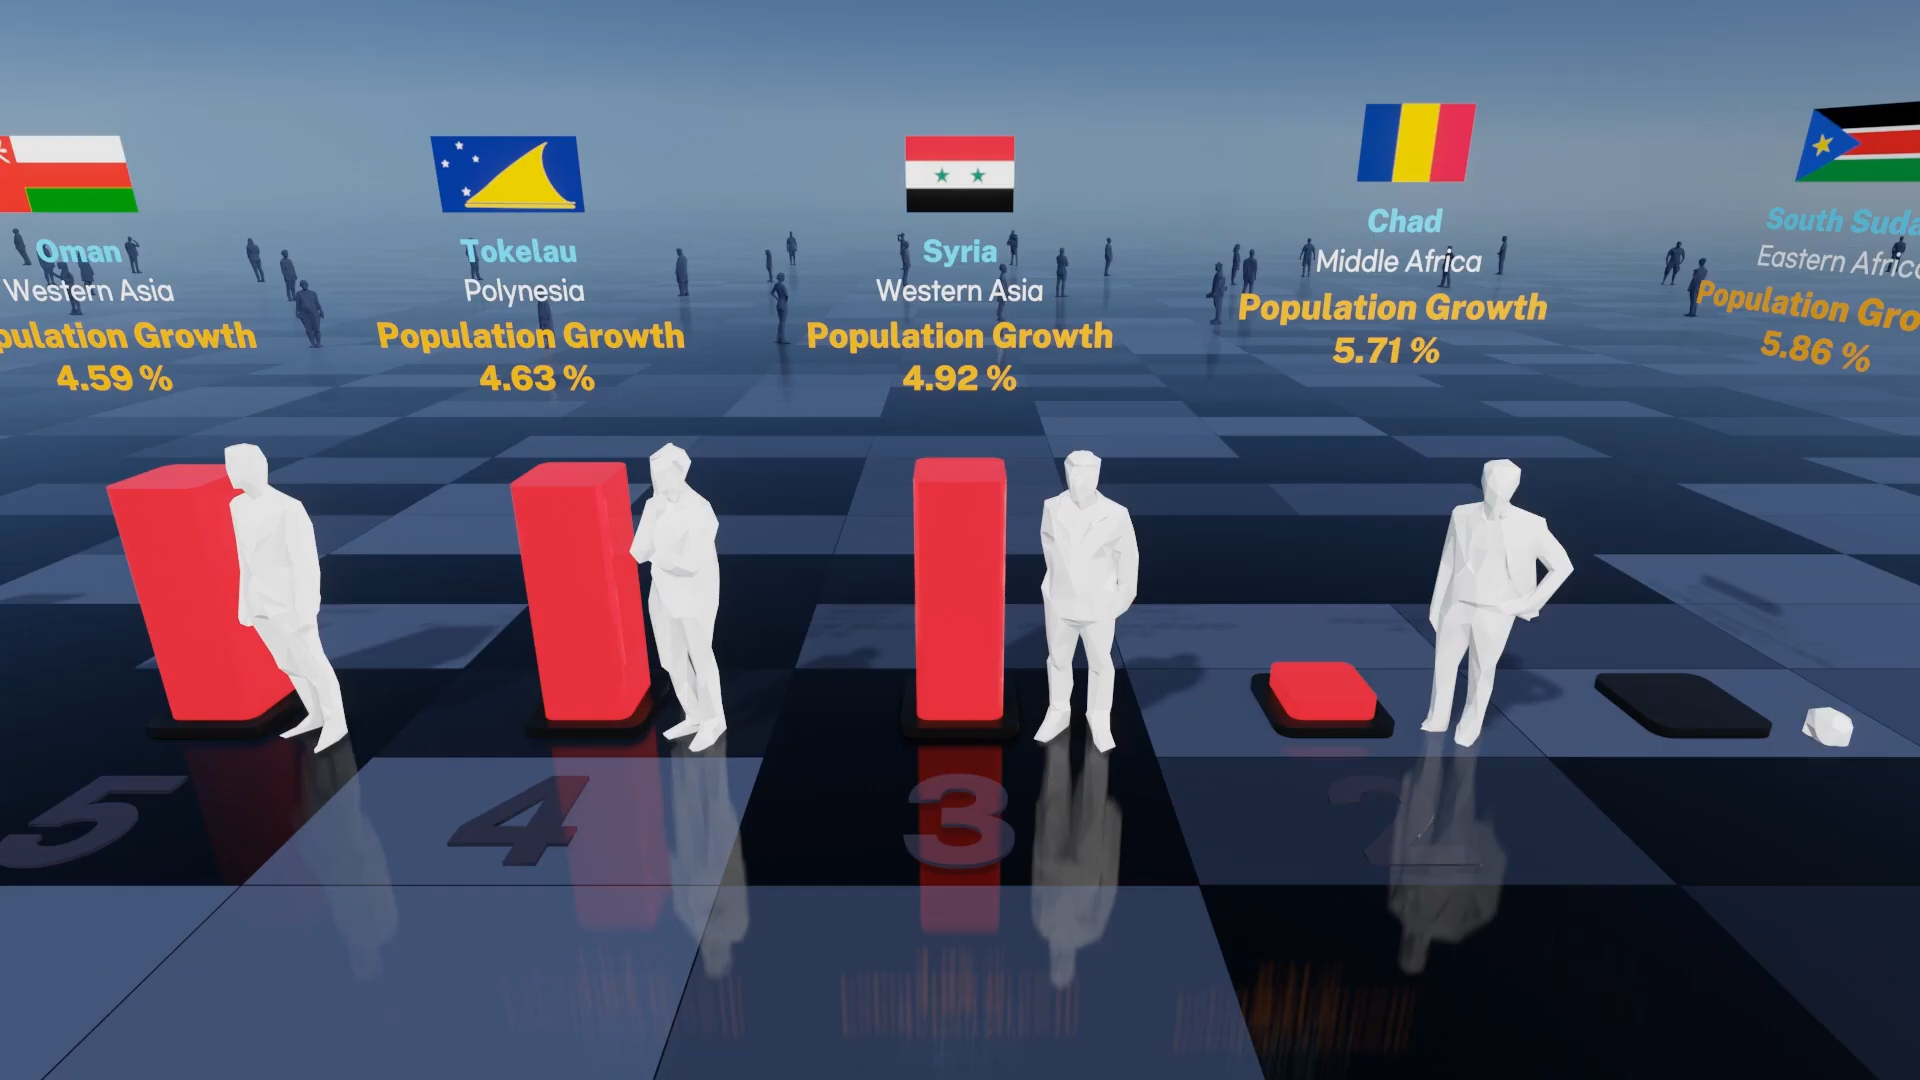 Oman
Western Asia
pulation Growth
4.59 %
5
Tokelau
Polynesia
Population Growth
4.63 %
4
Syria
Western Asia
Population Growth
4.92 %
3
Chad
Middle Africa
Population Growth
5.71 %
2
South Suda
Eastern Africa
Population Gro
5.86 %